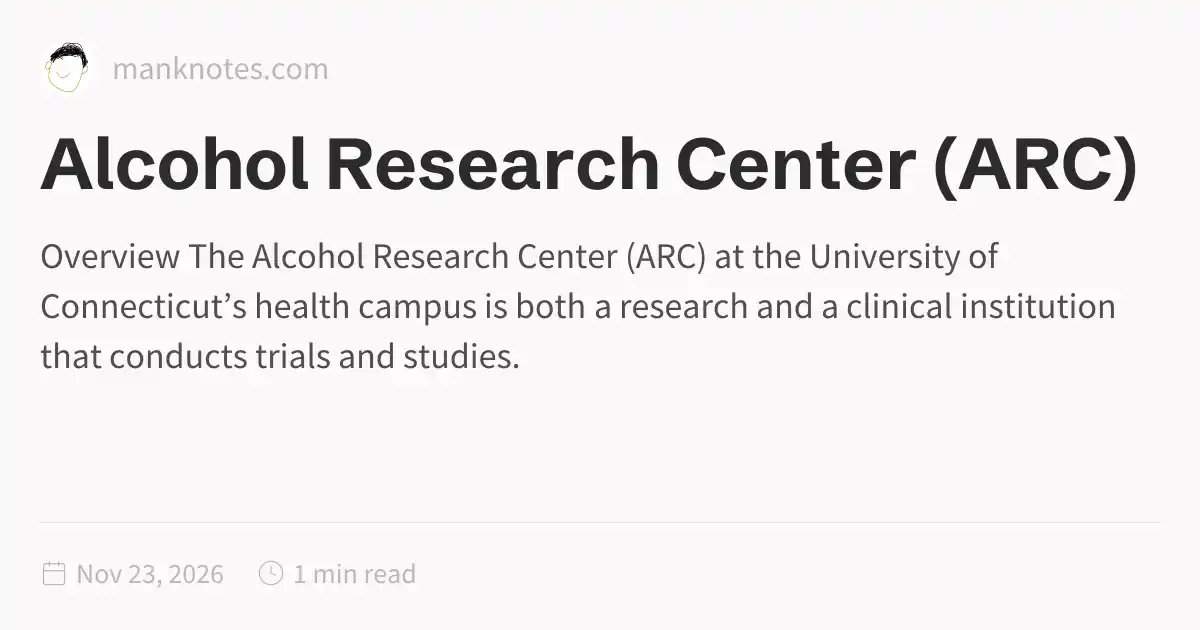 manknotes.com
Alcohol Research Center (ARC)
Overview The Alcohol Research Center (ARC) at the University of
Connecticut’s health campus is both a research and a clinical institution
that conducts trials and studies.
Nov 23, 2026 1 min read